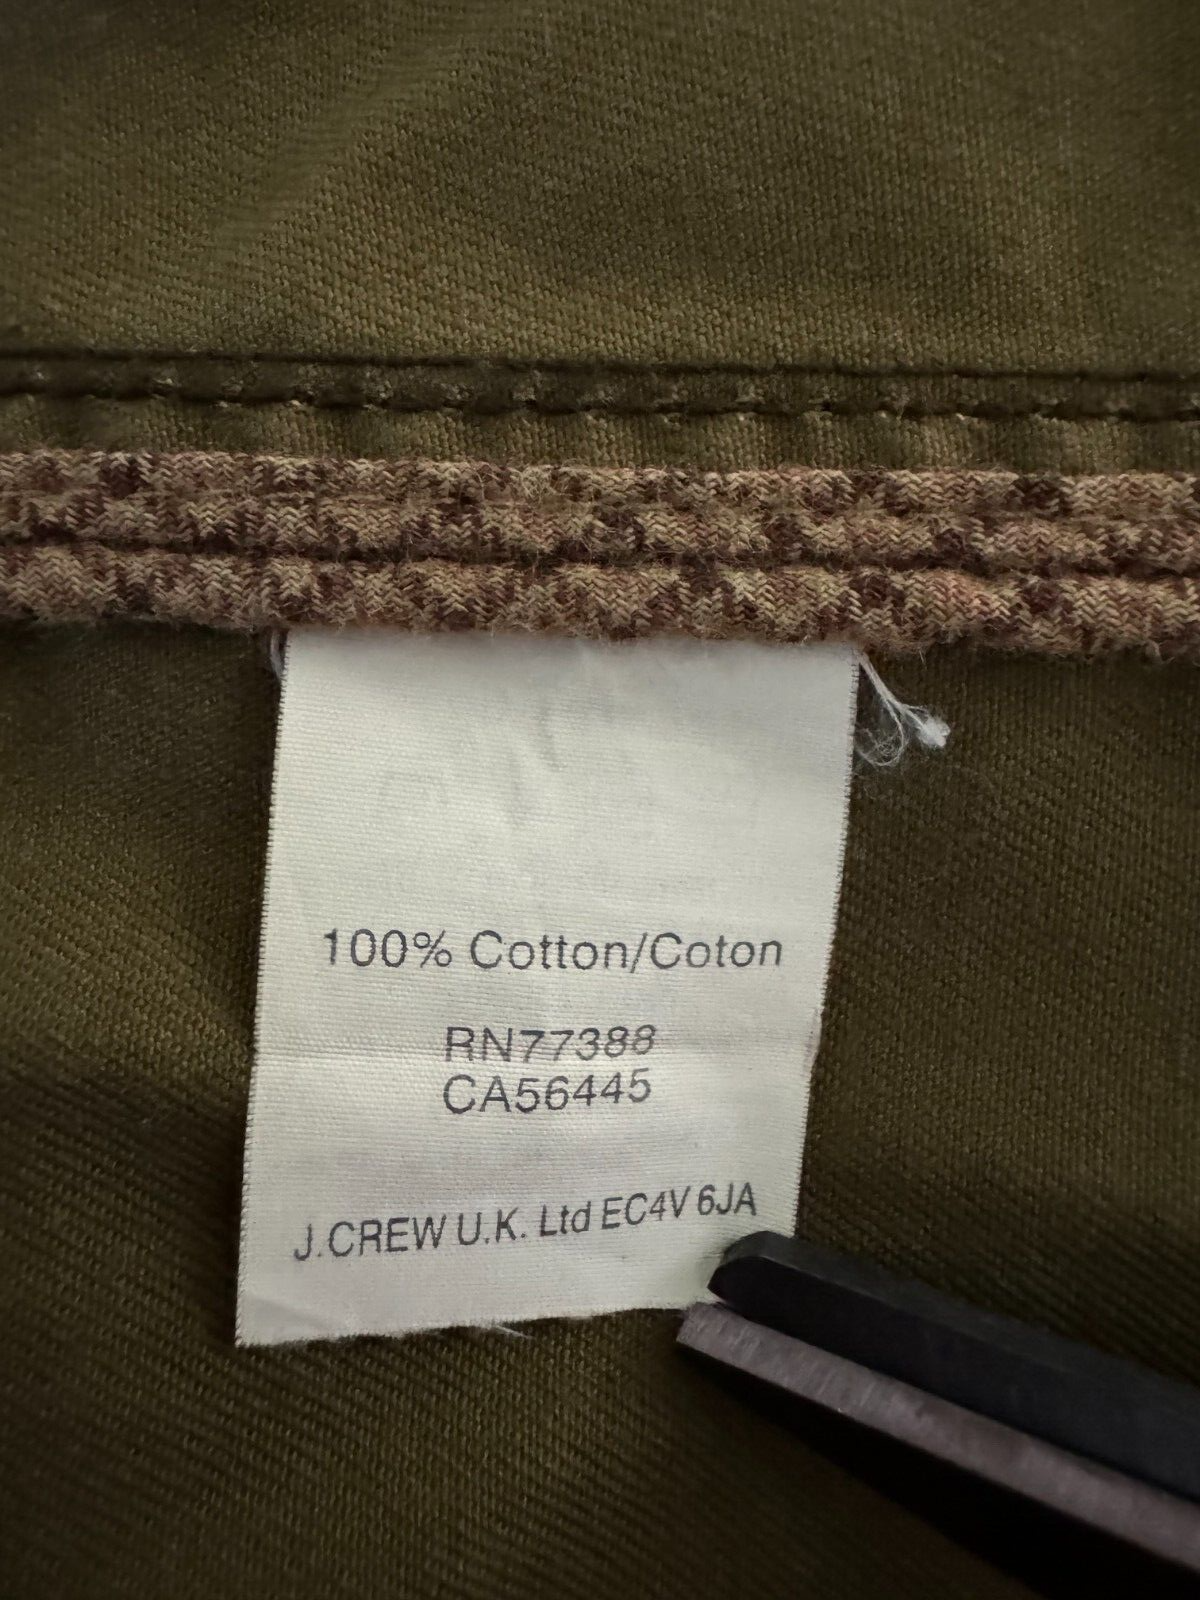 100% Cotton/Coton
RN77388
CA56445
J.CREW U.K. Ltd EC4V 6JA